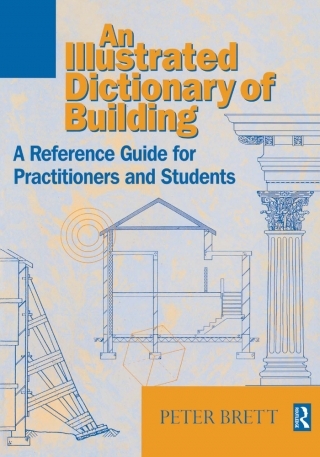 An
Illustrated
Dictionary of
Building
A Reference Guide for
Practitioners and Students
PETER BRETT
R